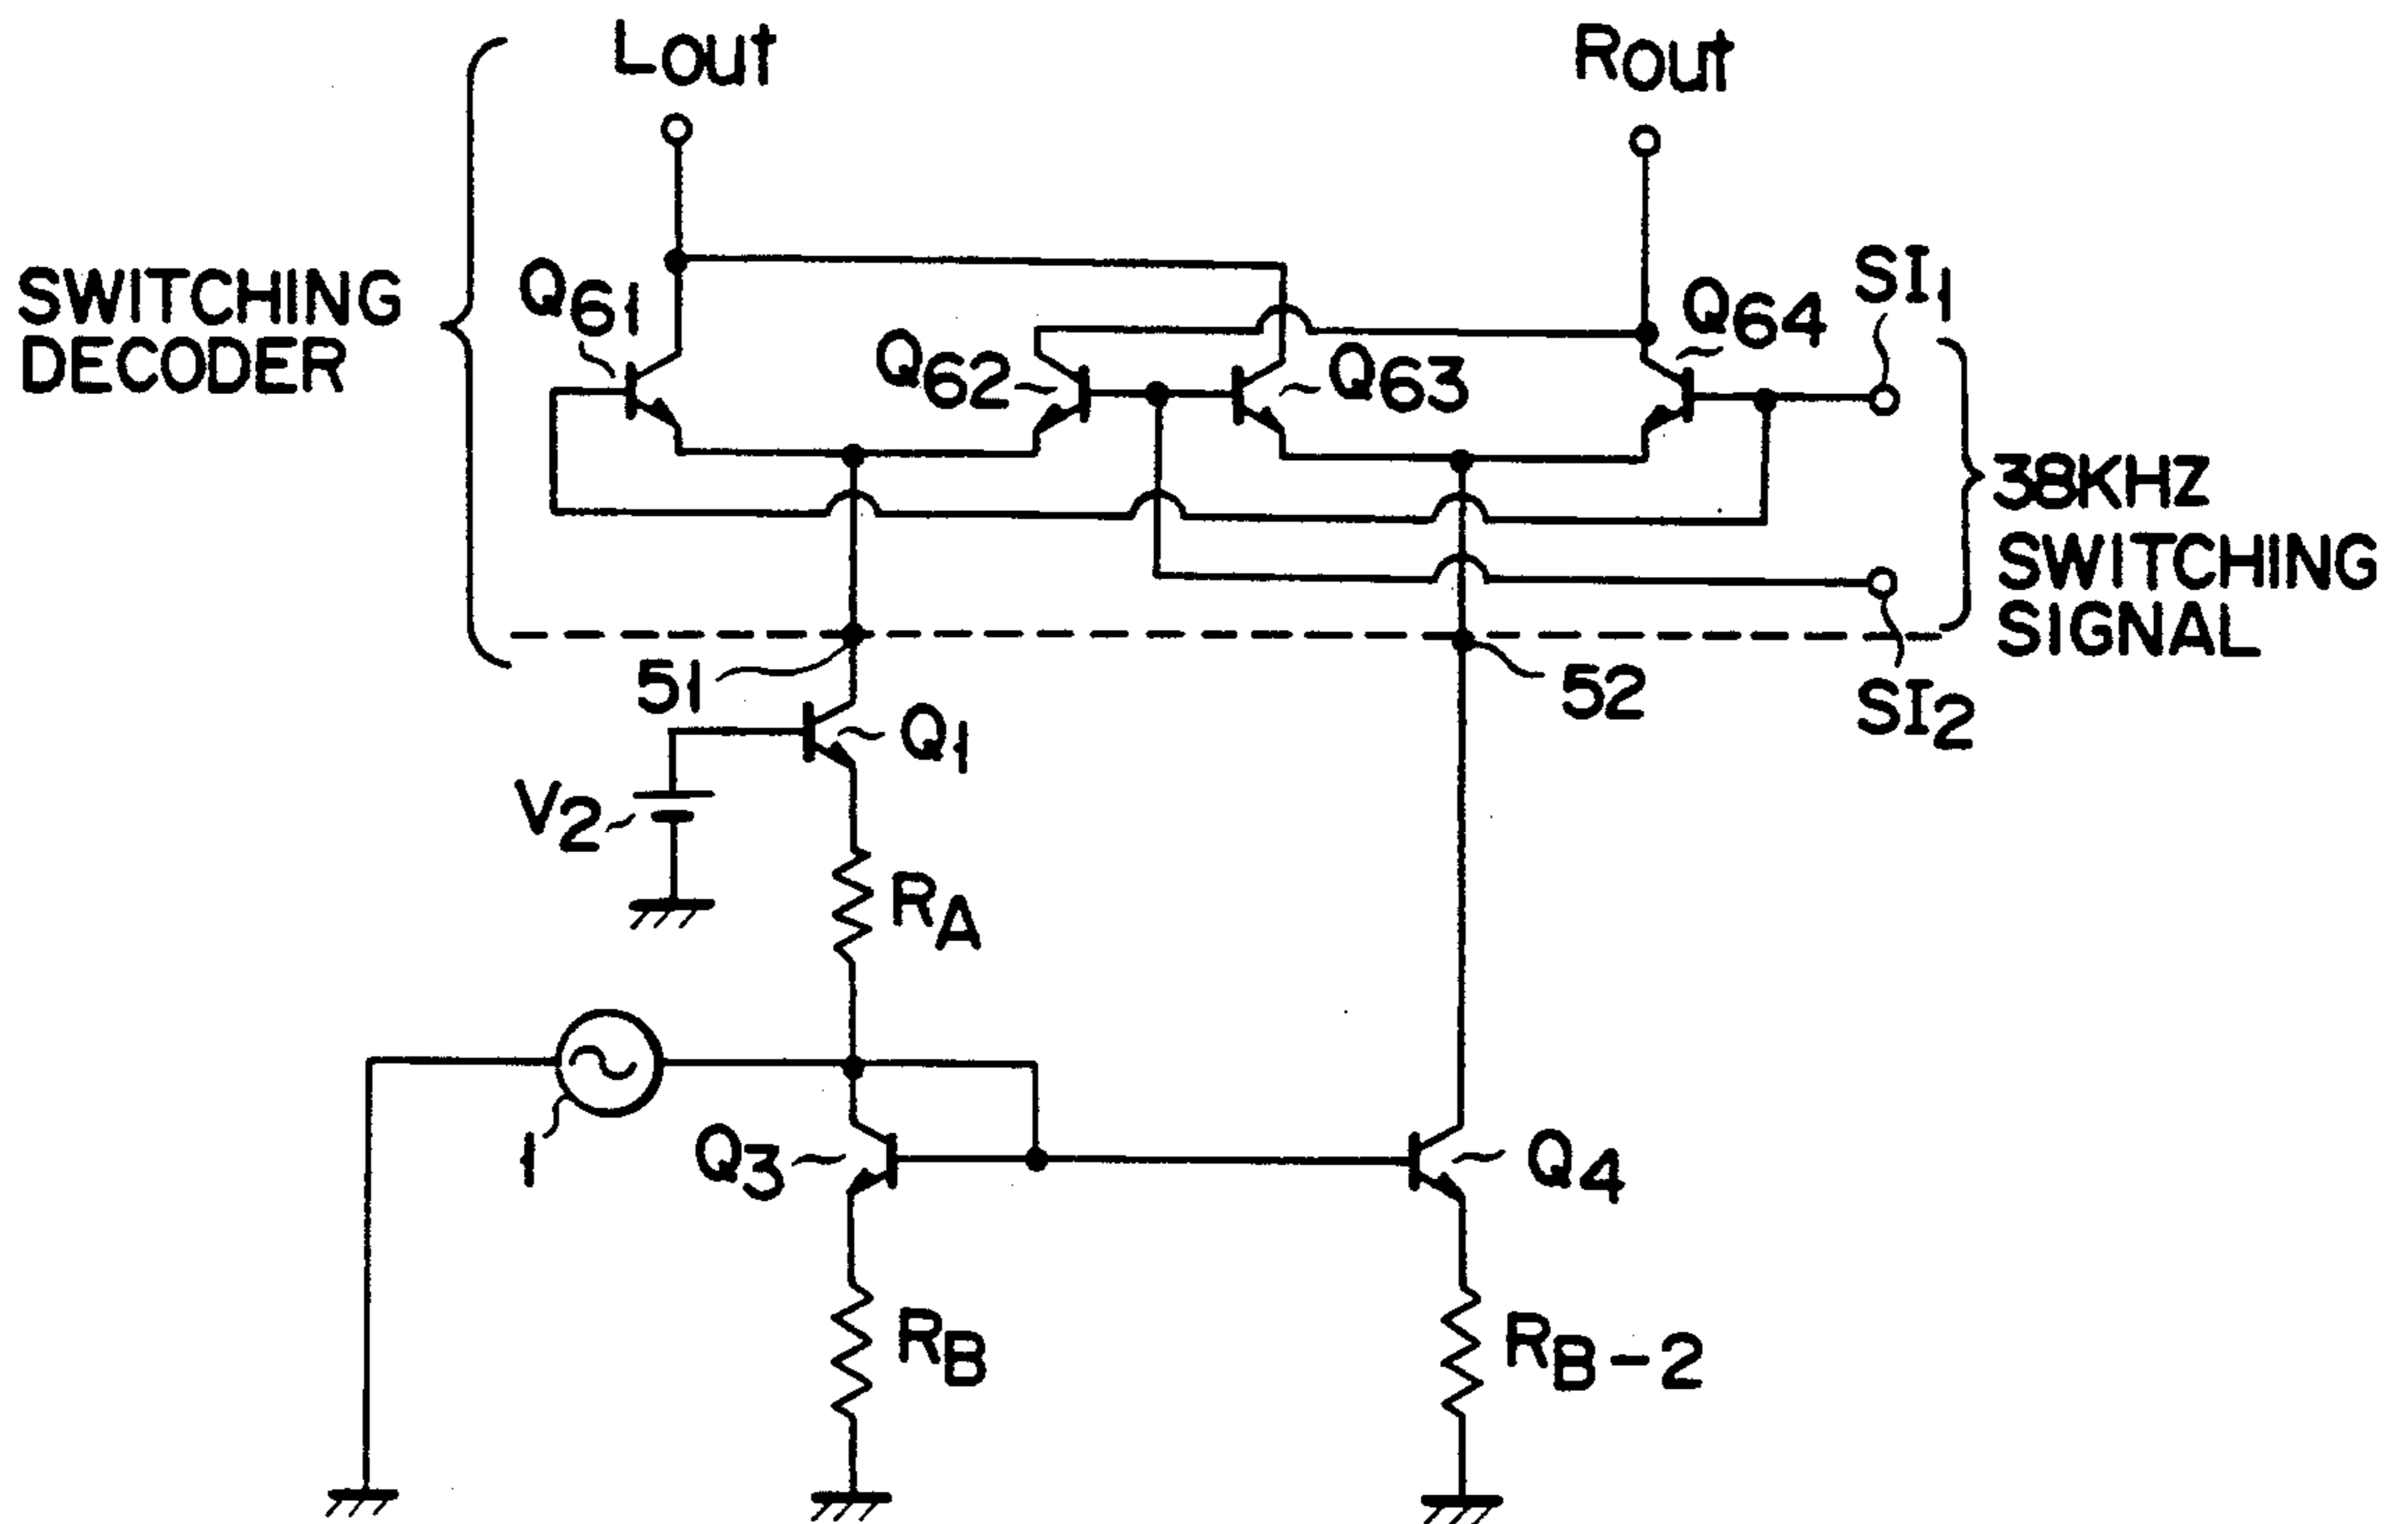 Lout
Rout
SWITCHING
DECODER
Q61
Q62
Q63
Q64
SI1
38KHZ
SWITCHING
SIGNAL
51
52
SI2
Q1
V2
RA
1
Q3
Q4
RB
RB-2